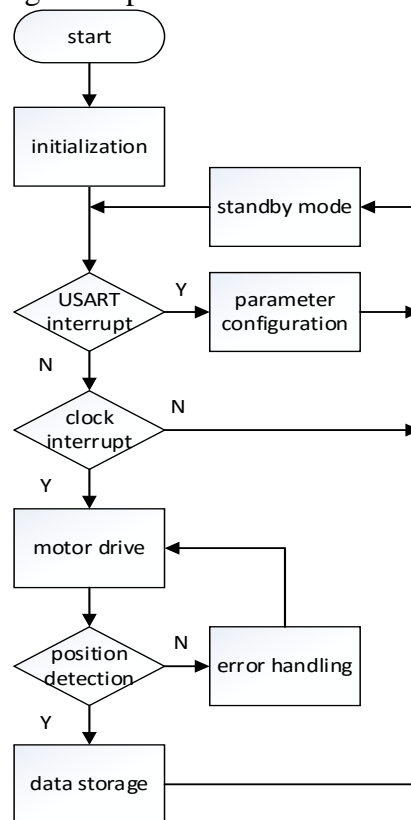 start
initialization
standby mode
USART
interrupt
Y
parameter
configuration
N
clock
interrupt
N
Y
motor drive
position
detection
N
error handling
Y
data storage